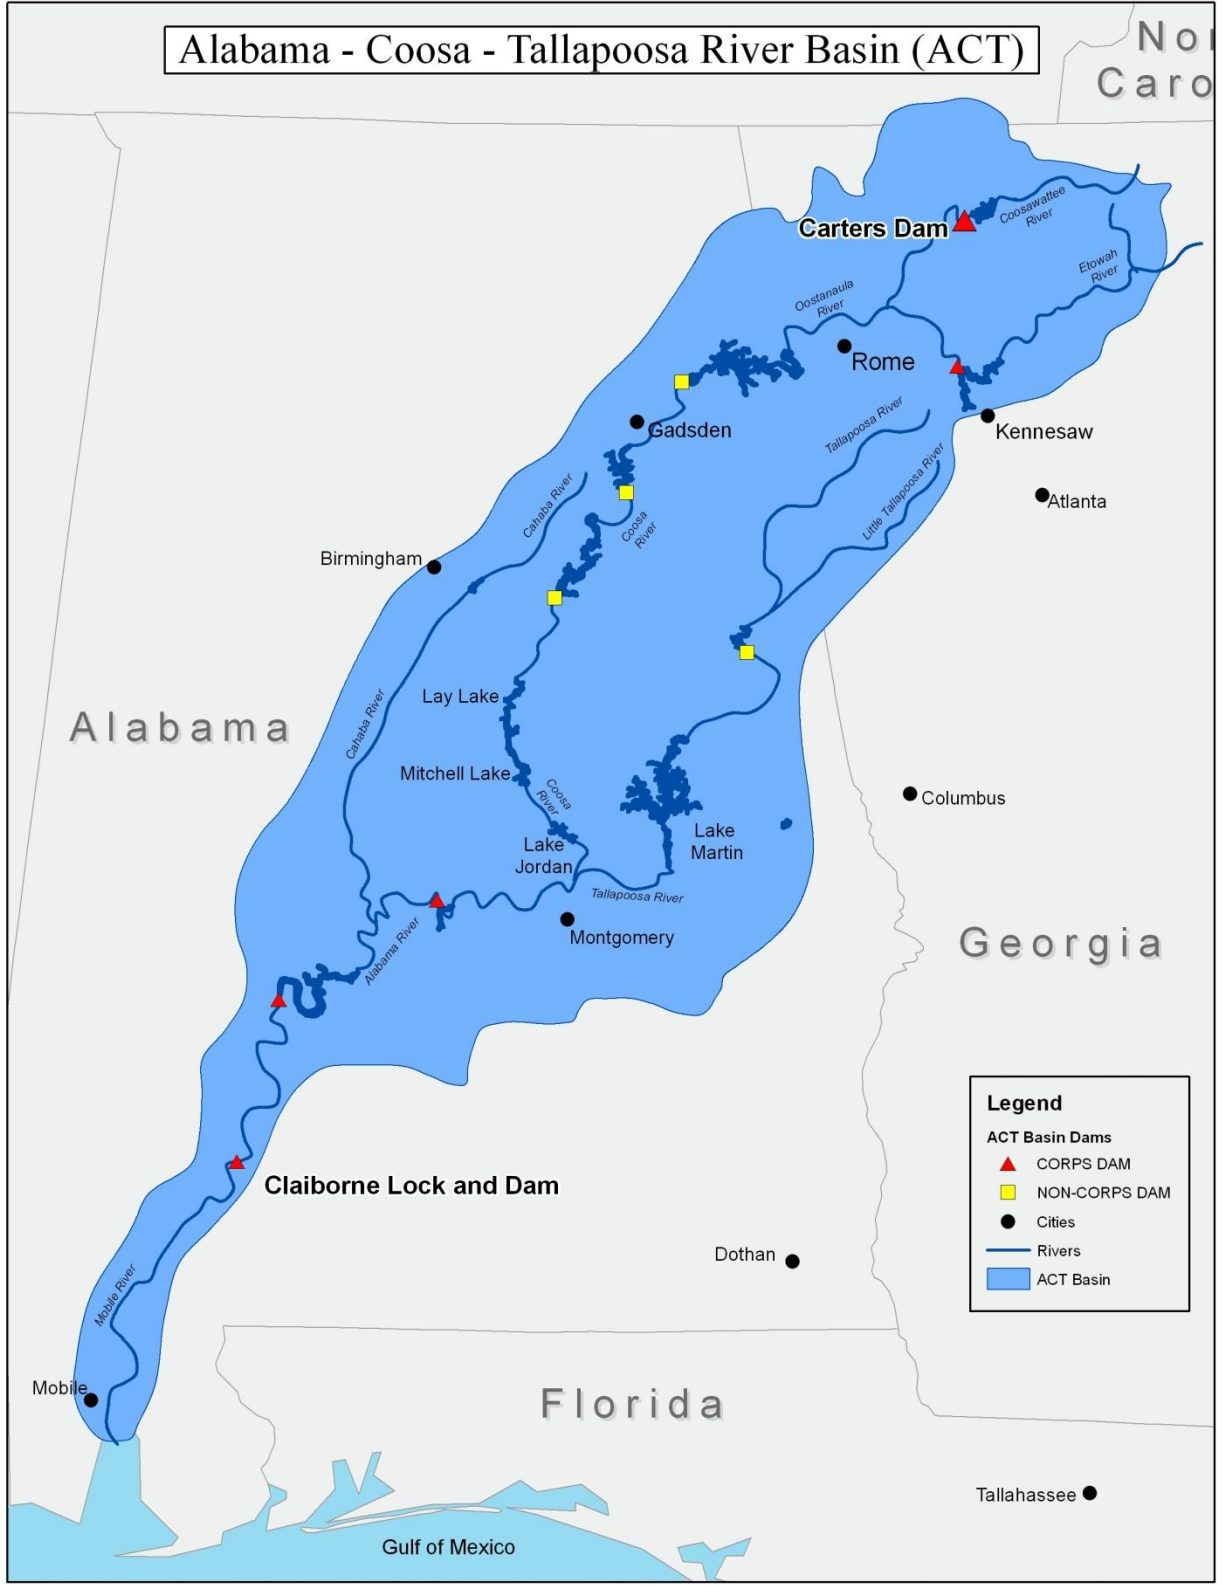 Alabama - Coosa - Tallapoosa River Basin (ACT)
No
Caro
Coosawattee
River
Carters Dam
Etowah
River
Oostanaula
River
Rome
Tallapoosa River
Gadsden
Kennesaw
Little Tallapoosa River
Atlanta
Cahaba River
Coosa
River
Birmingham
Lay Lake
Cahaba River
Alabama
Mitchell Lake
Coosa
River
Columbus
Lake
Martin
Lake
Jordan
Tallapoosa River
Montgomery
Alabama River
Georgia
Legend
ACT Basin Dams
CORPS DAM
NON-CORPS DAM
Cities
Rivers
ACT Basin
Claiborne Lock and Dam
Dothan
Mobile River
Mobile
Florida
Tallahassee
Gulf of Mexico